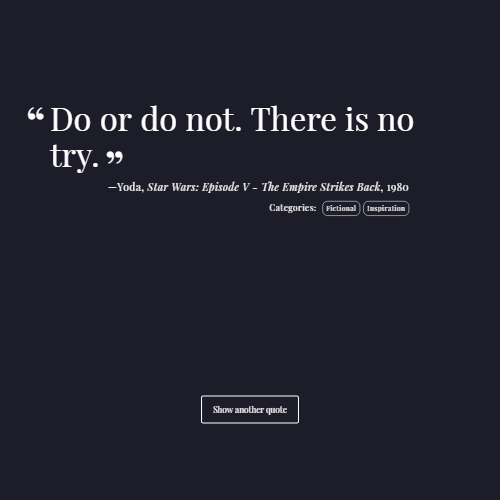 “ Do or do not. There is no
try. ”
—Yoda, Star Wars: Episode V - The Empire Strikes Back, 1980
Categories: Fictional Inspiration
Show another quote